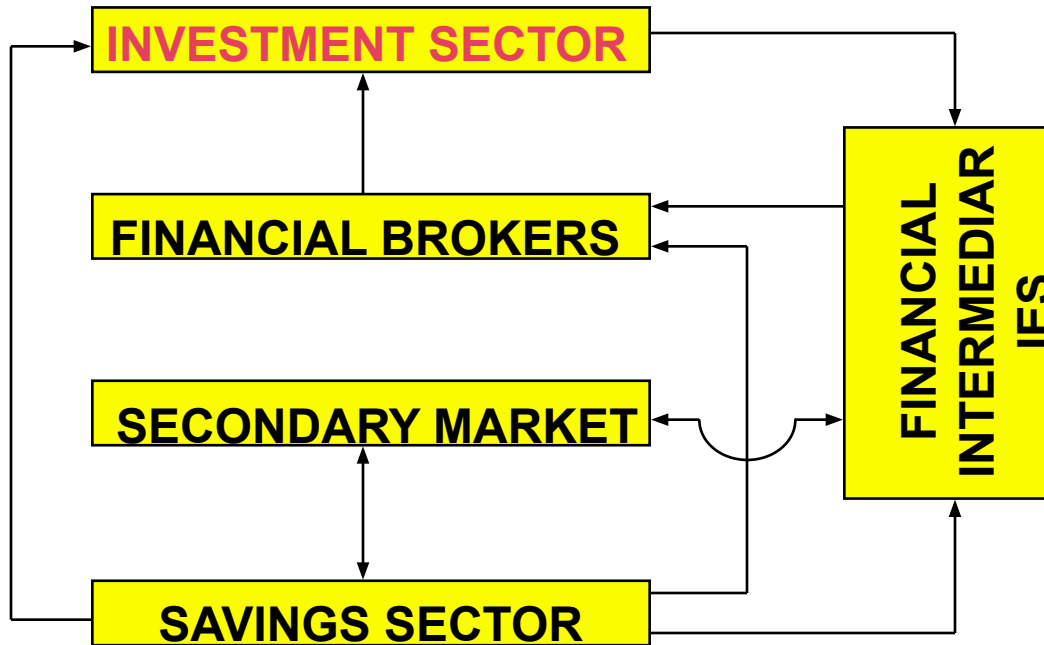 INVESTMENT SECTOR
FINANCIAL BROKERS
SECONDARY MARKET
SAVINGS SECTOR
FINANCIAL
INTERMEDIAR
IES